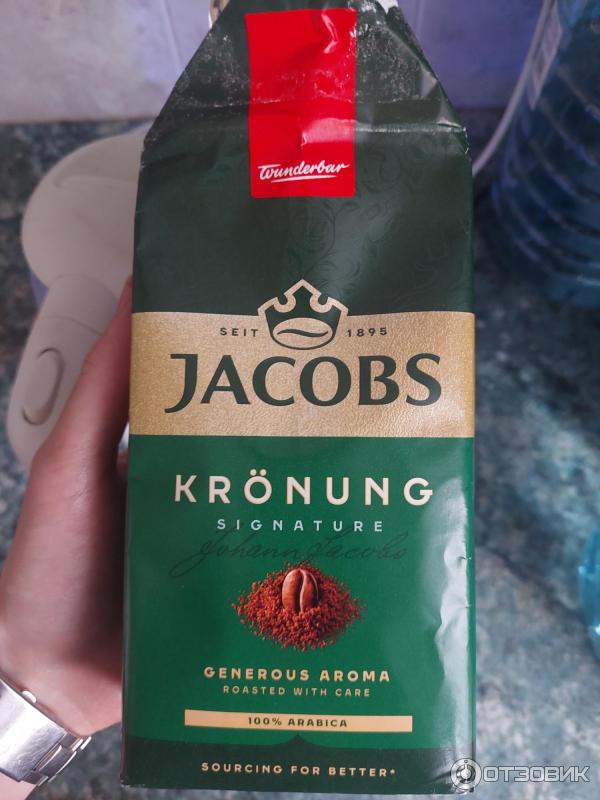 Wunderbar
SEIT 1895
JACOBS
KRÖNUNG
SIGNATURE
Johann Jacobs
GENEROUS AROMA
ROASTED WITH CARE
100% ARABICA
SOURCING FOR BETTER*
ОТЗОВИК